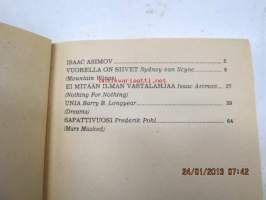 ISAAC ASIMOV 5
VUORELLA ON SIIVET Sydney van Scyoc 9
(Mountain Wings)
EI MITÄÄN ILMAN VASTALAHJAA Isaac Asimov 27
(Nothing For Nothing)
UNIA Barry B. Longyear 39
(Dreams)
SAPATTIVUOSI Frederik Pohl 64
(Mars Masked)
24/01/2013 07:42